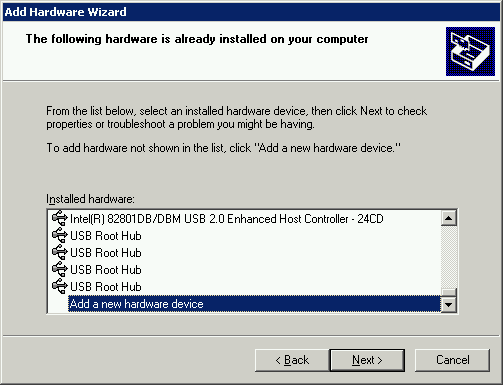 Add Hardware Wizard
The following hardware is already installed on your computer
From the list below, select an installed hardware device, then click Next to check
properties or troubleshoot a problem you might be having.
To add hardware not shown in the list, click "Add a new hardware device."
Installed hardware:
Intel(R) 82801DB/DBM USB 2.0 Enhanced Host Controller - 24CD
USB Root Hub
USB Root Hub
USB Root Hub
USB Root Hub
Add a new hardware device
< Back
Next >
Cancel